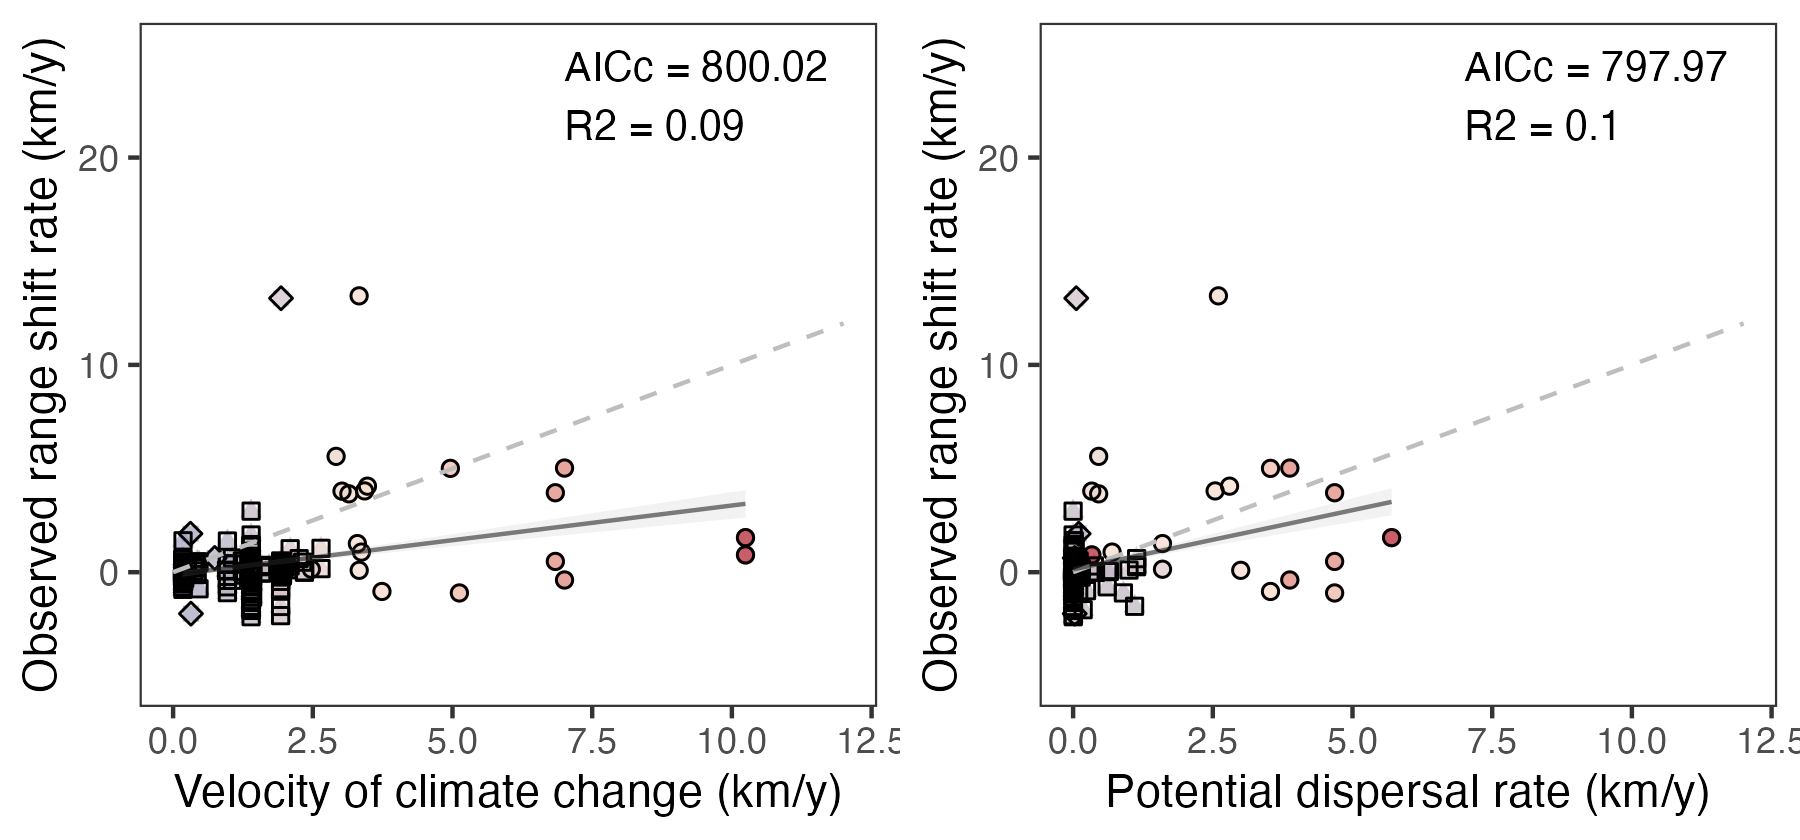 Observed range shift rate (km/y)
20
10
0
AICc = 800.02
R2 = 0.09
0.0 2.5 5.0 7.5 10.0 12.5
Velocity of climate change (km/y)
Observed range shift rate (km/y)
20
10
0
AICc = 797.97
R2 = 0.1
0.0 2.5 5.0 7.5 10.0 12.5
Potential dispersal rate (km/y)